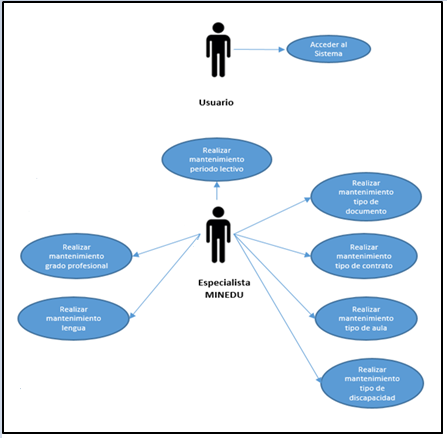 Acceder al
Sistema
Usuario
Realizar
mantenimiento
periodo lectivo
Realizar
mantenimiento
tipo de
documento
Realizar
mantenimiento
grado profesional
Realizar
mantenimiento
tipo de contrato
Especialista
MINEDU
Realizar
mantenimiento
lengua
Realizar
mantenimiento
tipo de aula
Realizar
mantenimiento
tipo de
discapacidad